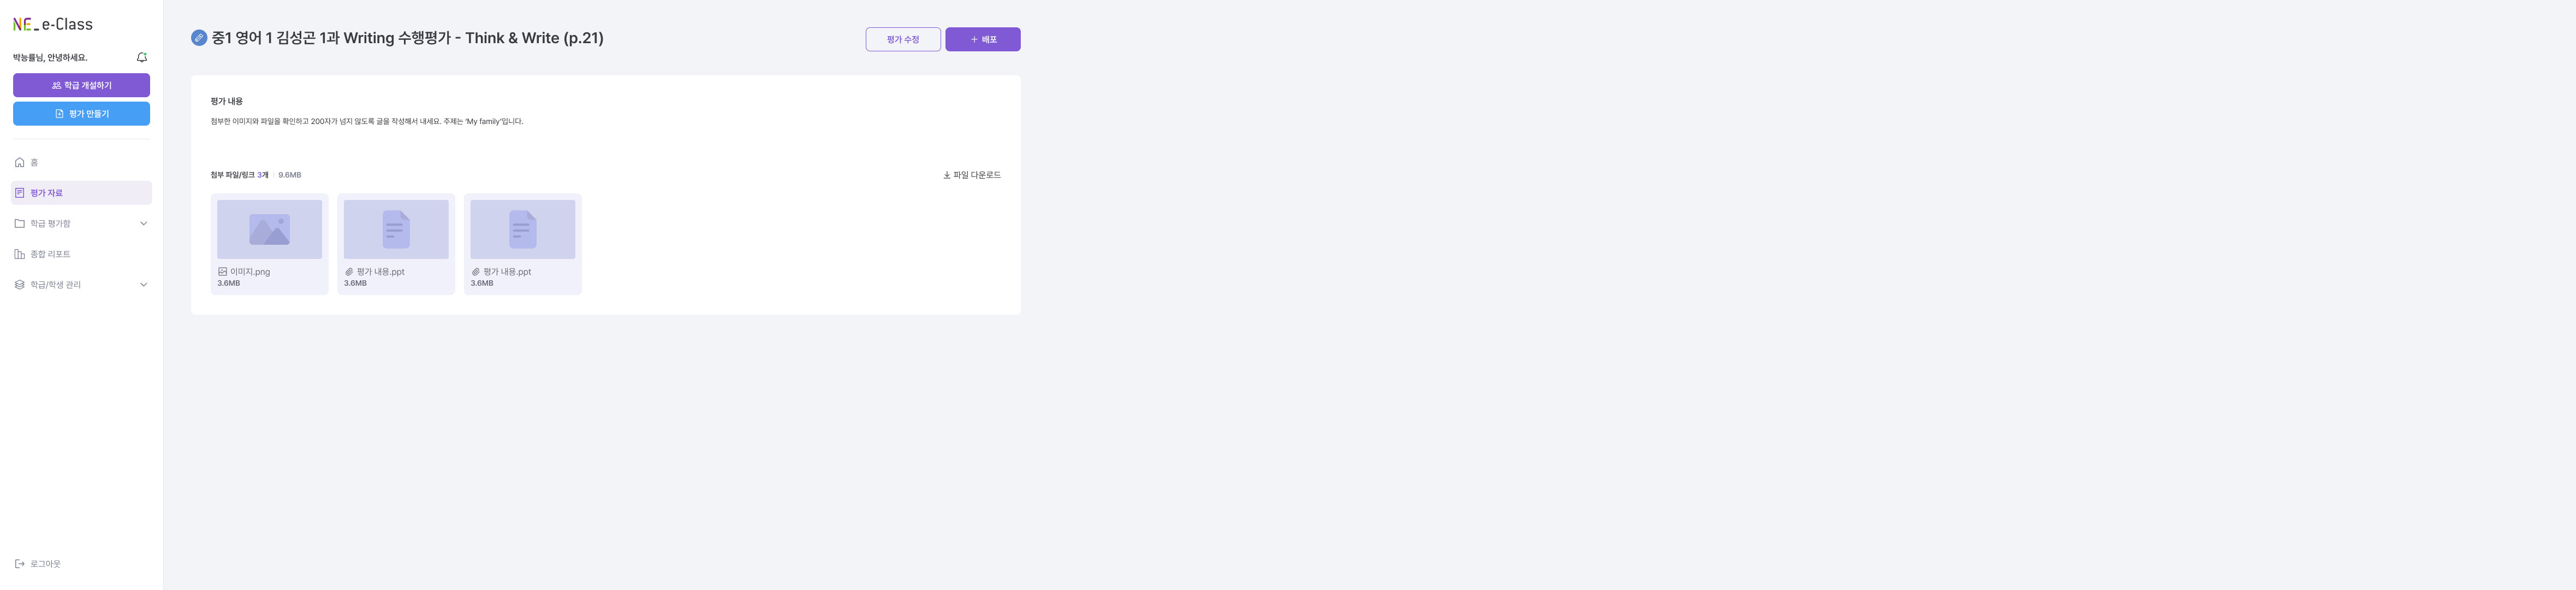 NE_ e-Class
박능률님, 안녕하세요.
학급 개설하기
평가 만들기
홈
평가 자료
학급 평가함
종합 리포트
학급/학생 관리
로그아웃
중1 영어 1 김성곤 1과 Writing 수행평가 - Think & Write (p.21)
평가 수정
+ 배포
평가 내용
첨부한 이미지와 파일을 확인하고 200자가 넘지 않도록 글을 작성해서 내세요. 주제는 ‘My family’입니다.
첨부 파일/링크 3개 | 9.6MB
파일 다운로드
이미지.png
3.6MB
평가 내용.ppt
3.6MB
평가 내용.ppt
3.6MB